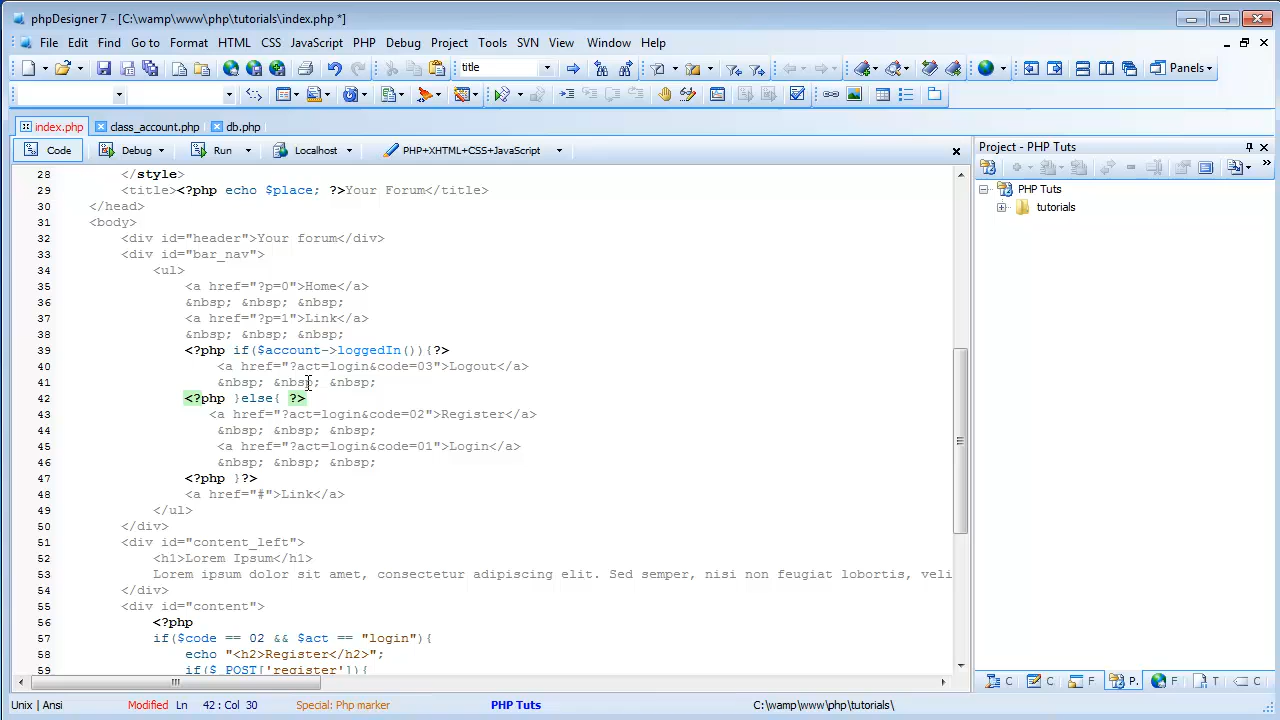 phpDesigner 7 - [C:\wamp\www\php\tutorials\index.php *]
File Edit Find Go to Format HTML CSS JavaScript PHP Debug Project Tools SVN View Window Help
title
Panels
index.php class_account.php db.php
Code Debug Run Localhost PHP+XHTML+CSS+JavaScript
Project - PHP Tuts
PHP Tuts
tutorials
28 </style>
29 <title><?php echo $place; ?>Your Forum</title>
30 </head>
31 <body>
32 <div id="header">Your forum</div>
33 <div id="bar_nav">
34 <ul>
35 <a href="?p=0">Home</a>
36 &nbsp; &nbsp; &nbsp;
37 <a href="?p=1">Link</a>
38 &nbsp; &nbsp; &nbsp;
39 <?php if($account->loggedIn()){?>
40 <a href="?act=login&code=03">Logout</a>
41 &nbsp; &nbsp; &nbsp;
42 <?php }else{ ?>
43 <a href="?act=login&code=02">Register</a>
44 &nbsp; &nbsp; &nbsp;
45 <a href="?act=login&code=01">Login</a>
46 &nbsp; &nbsp; &nbsp;
47 <?php }?>
48 <a href="#">Link</a>
49 </ul>
50 </div>
51 <div id="content_left">
52 <h1>Lorem Ipsum</h1>
53 Lorem ipsum dolor sit amet, consectetur adipiscing elit. Sed semper, nisi non feugiat lobortis, veli
54 </div>
55 <div id="content">
56 <?php
57 if($code == 02 && $act == "login"){
58 echo "<h2>Register</h2>";
59 if($_POST['register']){
C C F P. F T C
Unix | Ansi Modified Ln 42 : Col 30 Special: Php marker PHP Tuts C:\wamp\www\php\tutorials\